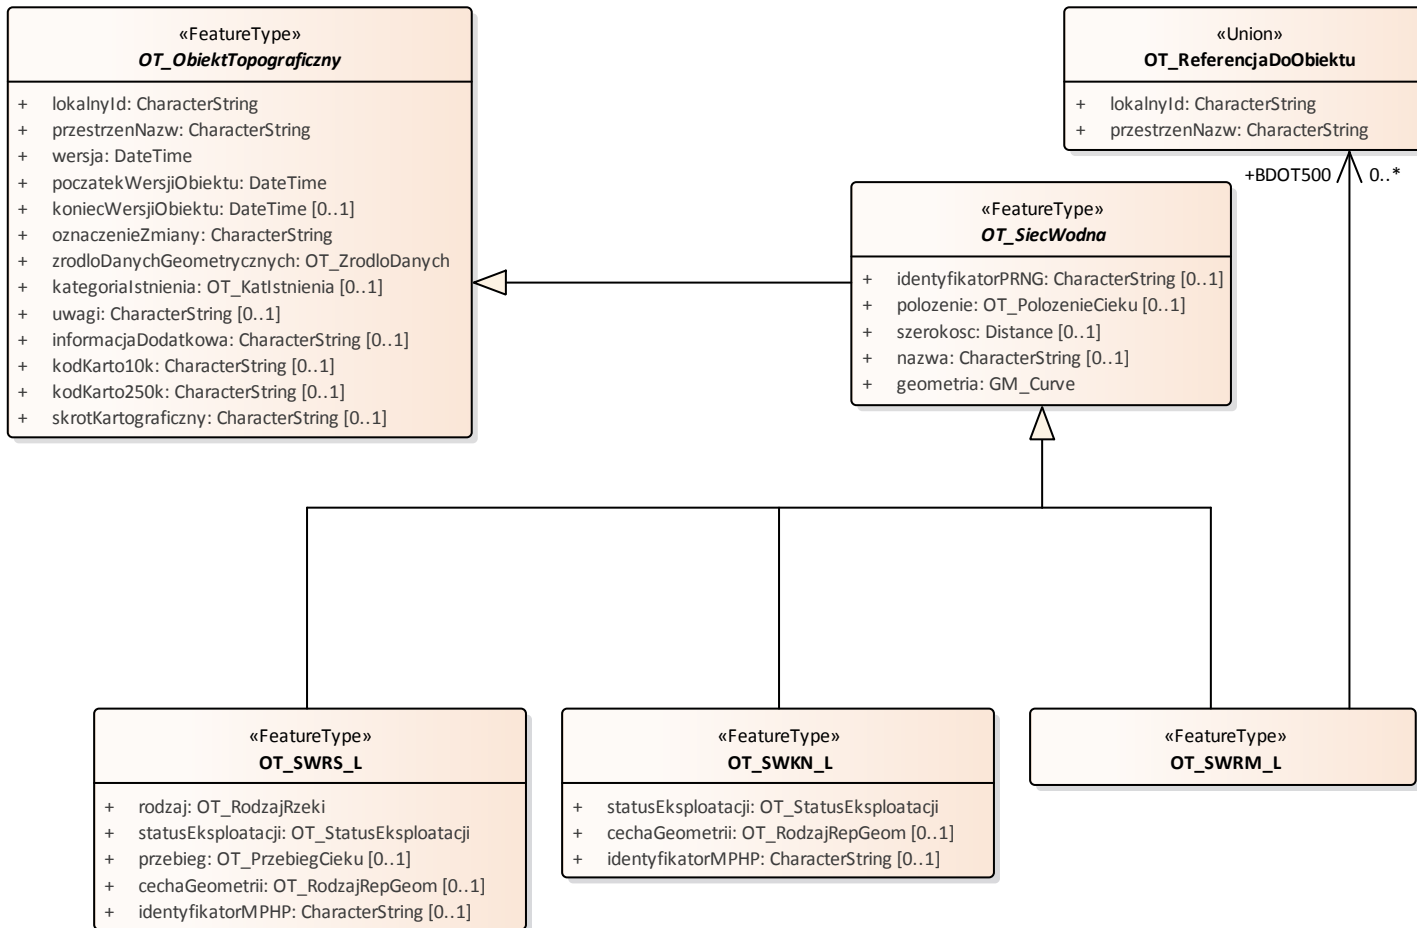 «FeatureType»
OT_ObiektTopograficzny
+ lokalnyId: CharacterString
+ przestrzenNazw: CharacterString
+ wersja: DateTime
+ poczatekWersjiObiektu: DateTime
+ koniecWersjiObiektu: DateTime [0..1]
+ oznaczenieZmiany: CharacterString
+ zrodloDanychGeometrycznych: OT_ZrodloDanych
+ kategoriaIstnienia: OT_KatIstnienia [0..1]
+ uwagi: CharacterString [0..1]
+ informacjaDodatkowa: CharacterString [0..1]
+ kodKarto10k: CharacterString [0..1]
+ kodKarto250k: CharacterString [0..1]
+ skrotKartograficzny: CharacterString [0..1]
«Union»
OT_ReferencjaDoObiektu
+ lokalnyId: CharacterString
+ przestrzenNazw: CharacterString
+BDOT500 0..*
«FeatureType»
OT_SiecWodna
+ identyfikatorPRNG: CharacterString [0..1]
+ polozenie: OT_PolozenieCieku [0..1]
+ szerokosc: Distance [0..1]
+ nazwa: CharacterString [0..1]
+ geometria: GM_Curve
«FeatureType»
OT_SWRS_L
+ rodzaj: OT_RodzajRzeki
+ statusEksploatacji: OT_StatusEksploatacji
+ przebieg: OT_PrzebiegCieku [0..1]
+ cechaGeometrii: OT_RodzajRepGeom [0..1]
+ identyfikatorMPHP: CharacterString [0..1]
«FeatureType»
OT_SWKN_L
+ statusEksploatacji: OT_StatusEksploatacji
+ cechaGeometrii: OT_RodzajRepGeom [0..1]
+ identyfikatorMPHP: CharacterString [0..1]
«FeatureType»
OT_SWRM_L